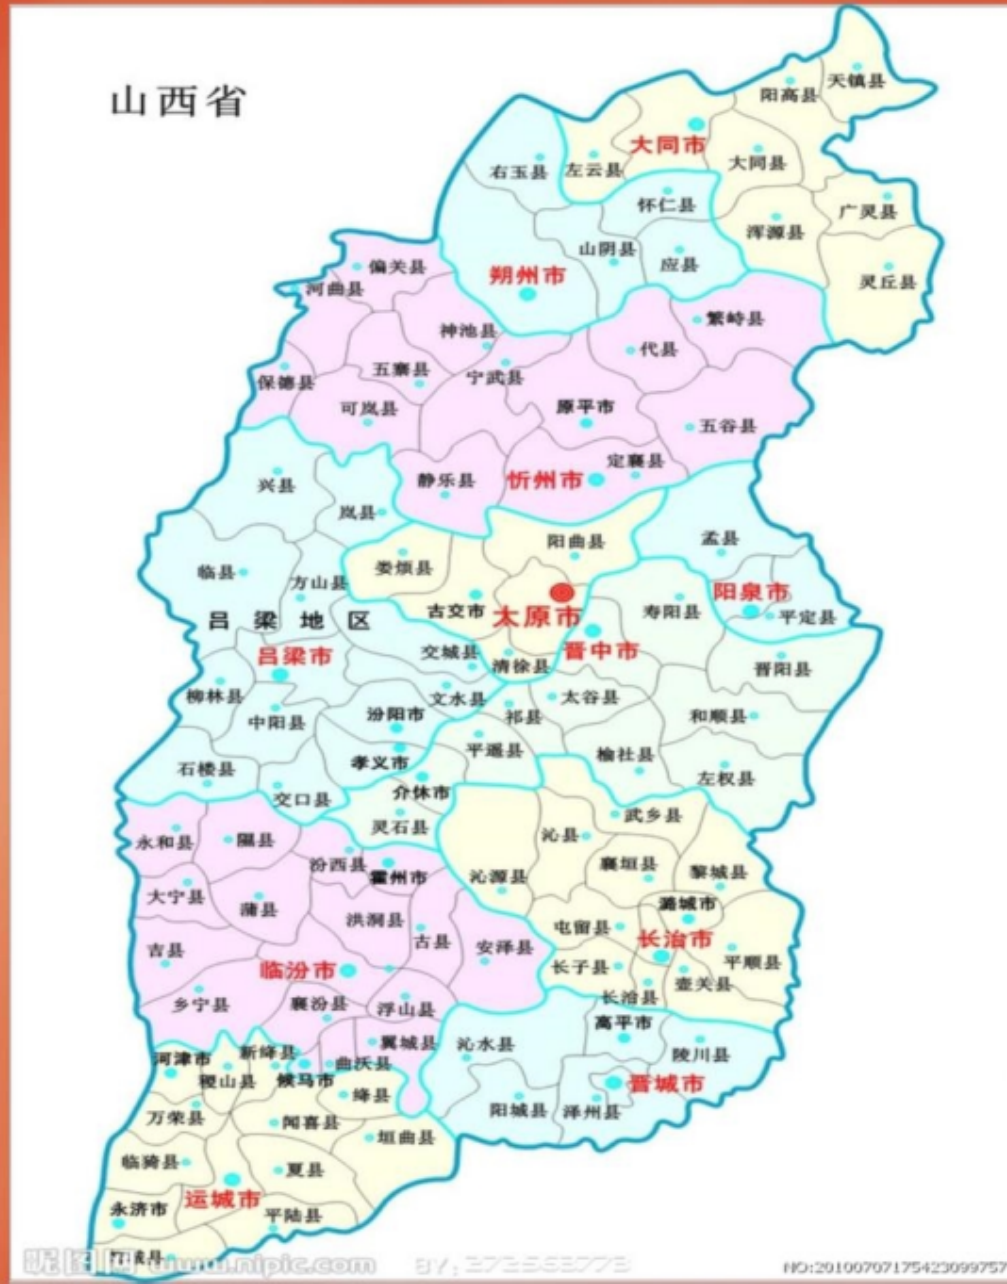 山西省
天镇县
阳高县
大同市
大同县
左云县
右玉县
怀仁县
广灵县
浑源县
山阴县
应县
灵丘县
朔州市
偏关县
河曲县
神池县
繁峙县
代县
宁武县
五寨县
保德县
可岚县
原平市
五谷县
定襄县
忻州市
静乐县
兴县
岚县
阳曲县
孟县
娄烦县
临县
方山县
阳泉市
古交市
太原市
寿阳县
平定县
吕梁地区
吕梁市
交城县
清徐县
晋中市
晋阳县
柳林县
文水县
太谷县
中阳县
汾阳市
祁县
和顺县
孝义市
平遥县
榆社县
石楼县
左权县
交口县
介休市
灵石县
武乡县
永和县
隰县
沁县
汾西县
霍州市
沁源县
襄垣县
黎城县
大宁县
蒲县
潞城市
洪洞县
屯留县
古县
安泽县
长治市
吉县
临汾市
长子县
平顺县
壶关县
长治县
乡宁县
襄汾县
浮山县
高平市
翼城县
沁水县
陵川县
河津市
新绛县
曲沃县
稷山县
侯马市
晋城市
绛县
万荣县
闻喜县
阳城县
泽州县
垣曲县
临猗县
夏县
运城市
永济市
平陆县
昵图网 www.nipic.com
BY:272563773